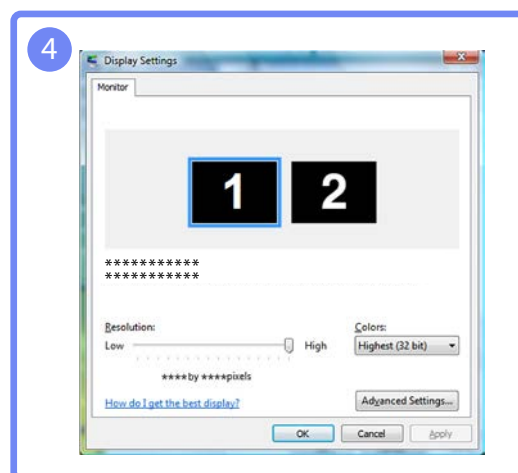 4
Display Settings
Monitor
1 2
***********
***********
Resolution: Colors:
Low High Highest (32 bit)
****by ****pixels
How do I get the best display? Advanced Settings...
OK Cancel Apply